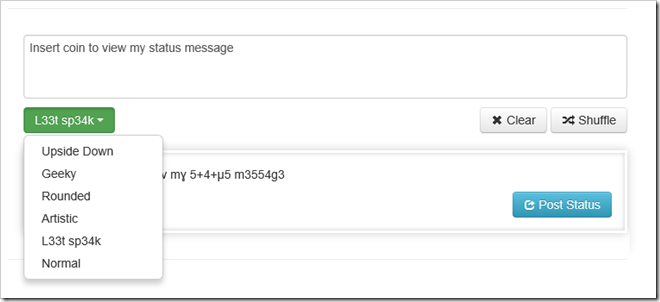 Insert coin to view my status message
L33t sp34k
Clear
Shuffle
Upside Down
Geeky
Rounded
Artistic
L33t sp34k
Normal
mɣ 5+4+µ5 m3554g3
Post Status